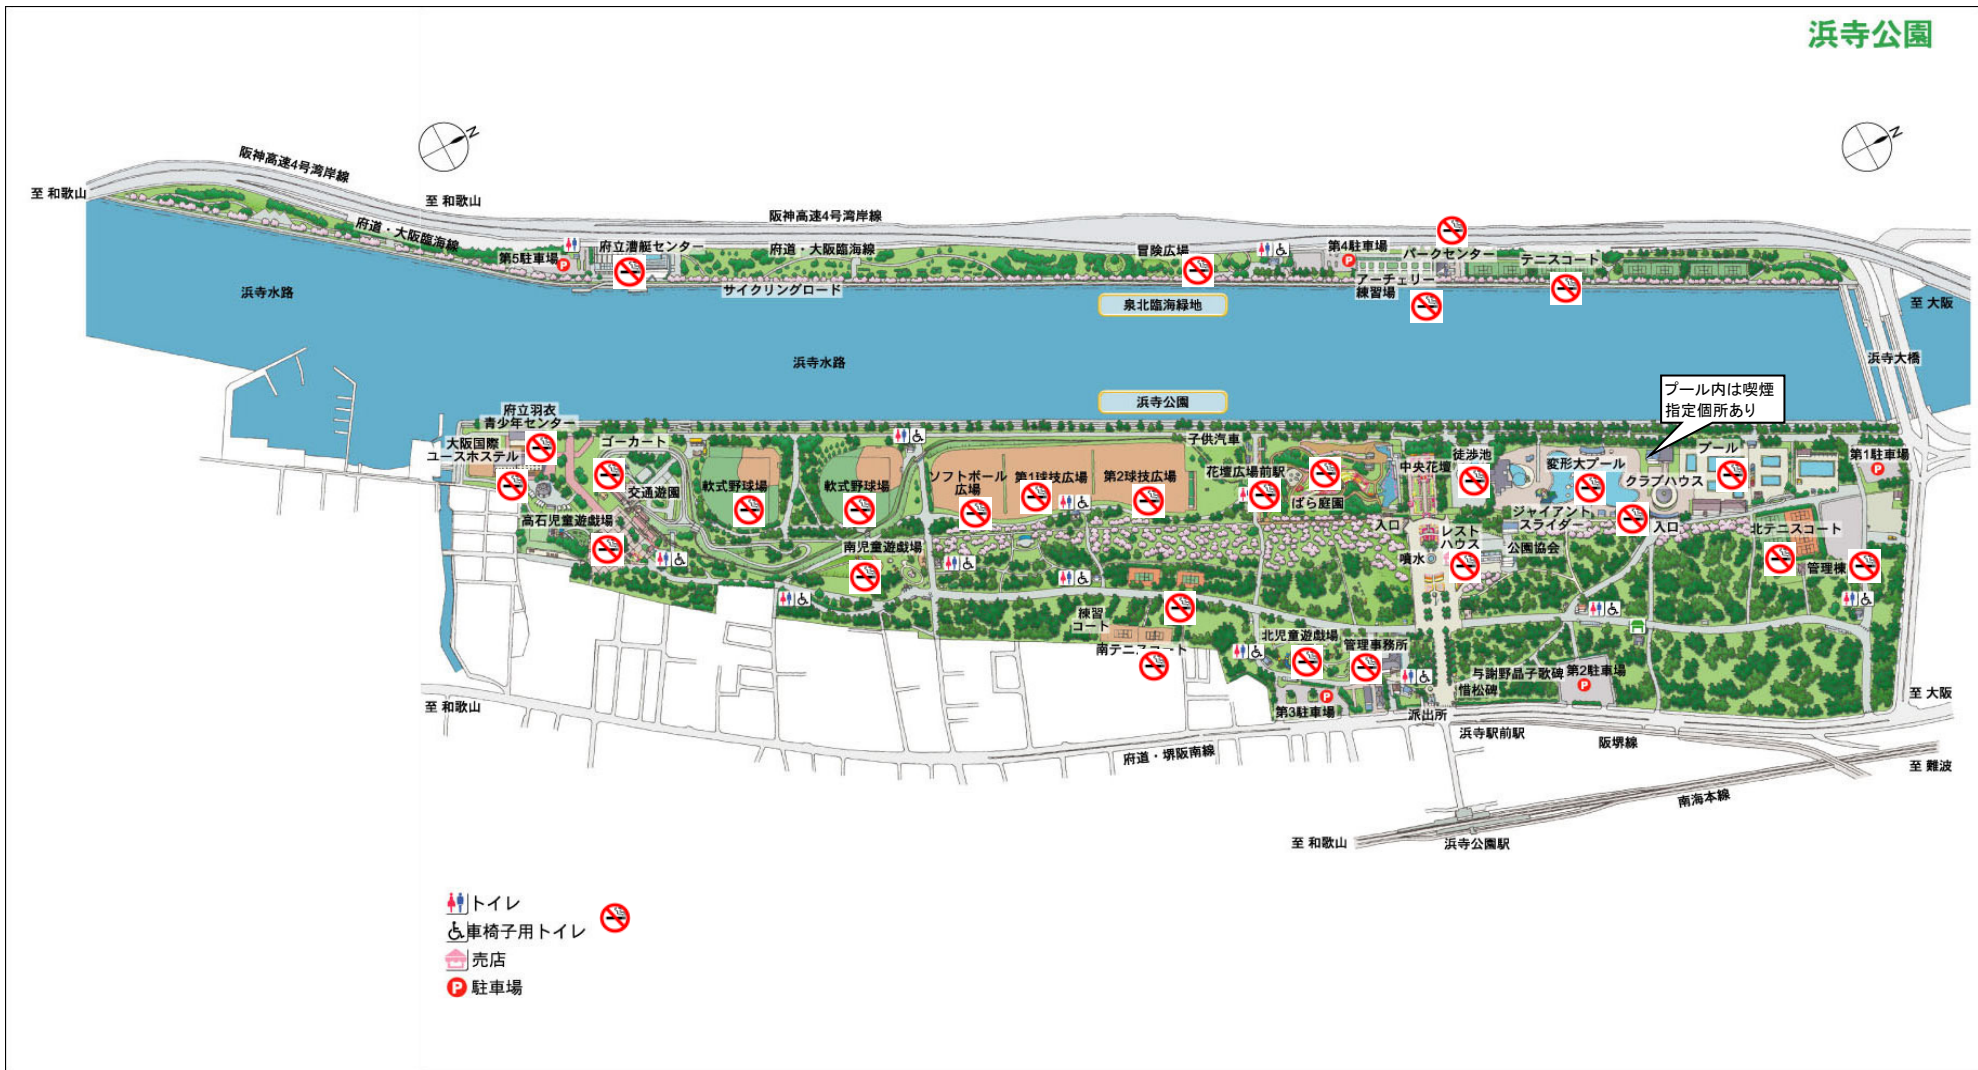 浜寺公園
N
N
阪神高速4号湾岸線
至 和歌山
至 和歌山
阪神高速4号湾岸線
府道・大阪臨海線
府立漕艇センター
府道・大阪臨海線
冒険広場
第4駐車場
パークセンター
テニスコート
第5駐車場
P
P
サイクリングロード
アーチェリー
練習場
浜寺水路
泉北臨海緑地
至 大阪
浜寺水路
浜寺大橋
プール内は喫煙
指定個所あり
浜寺公園
府立羽衣
青少年センター
大阪国際
ユースホステル
ゴーカート
子供汽車
花壇広場前駅
中央花壇
徒渉池
変形大プール
プール
第1駐車場
P
クラブハウス
交通遊園
軟式野球場
軟式野球場
ソフトボール
広場
第1球技広場
第2球技広場
ばら庭園
ジャイアント
スライダー
入口
入口
北テニスコート
高石児童遊戯場
南児童遊戯場
レスト
ハウス
公園協会
噴水
管理棟
練習
コート
南テニスコート
北児童遊戯場
管理事務所
与謝野晶子歌碑
第2駐車場
P
惜松碑
P
第3駐車場
派出所
至 和歌山
至 大阪
浜寺駅前駅
阪堺線
府道・堺阪南線
至 難波
南海本線
至 和歌山
浜寺公園駅
トイレ
車椅子用トイレ
売店
P 駐車場